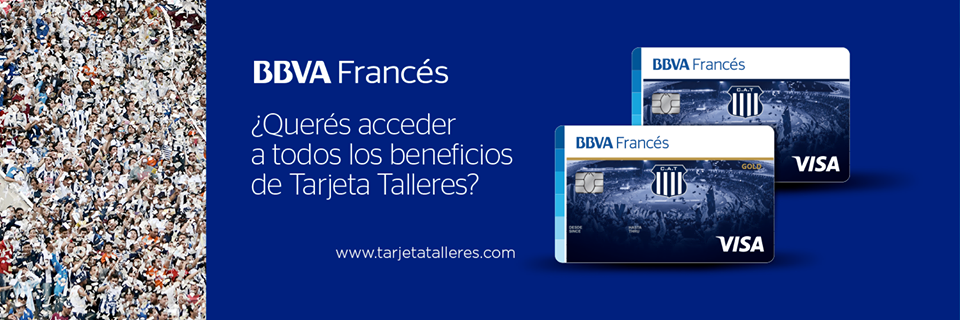 BBVA Francés
¿Querés acceder
a todos los beneficios
de Tarjeta Talleres?
www.tarjetatalleres.com
BBVA Francés
C.A.T
VISA
BBVA Francés
GOLD
C.A.T
DESDE
SINCE
HASTA
THRU
VISA